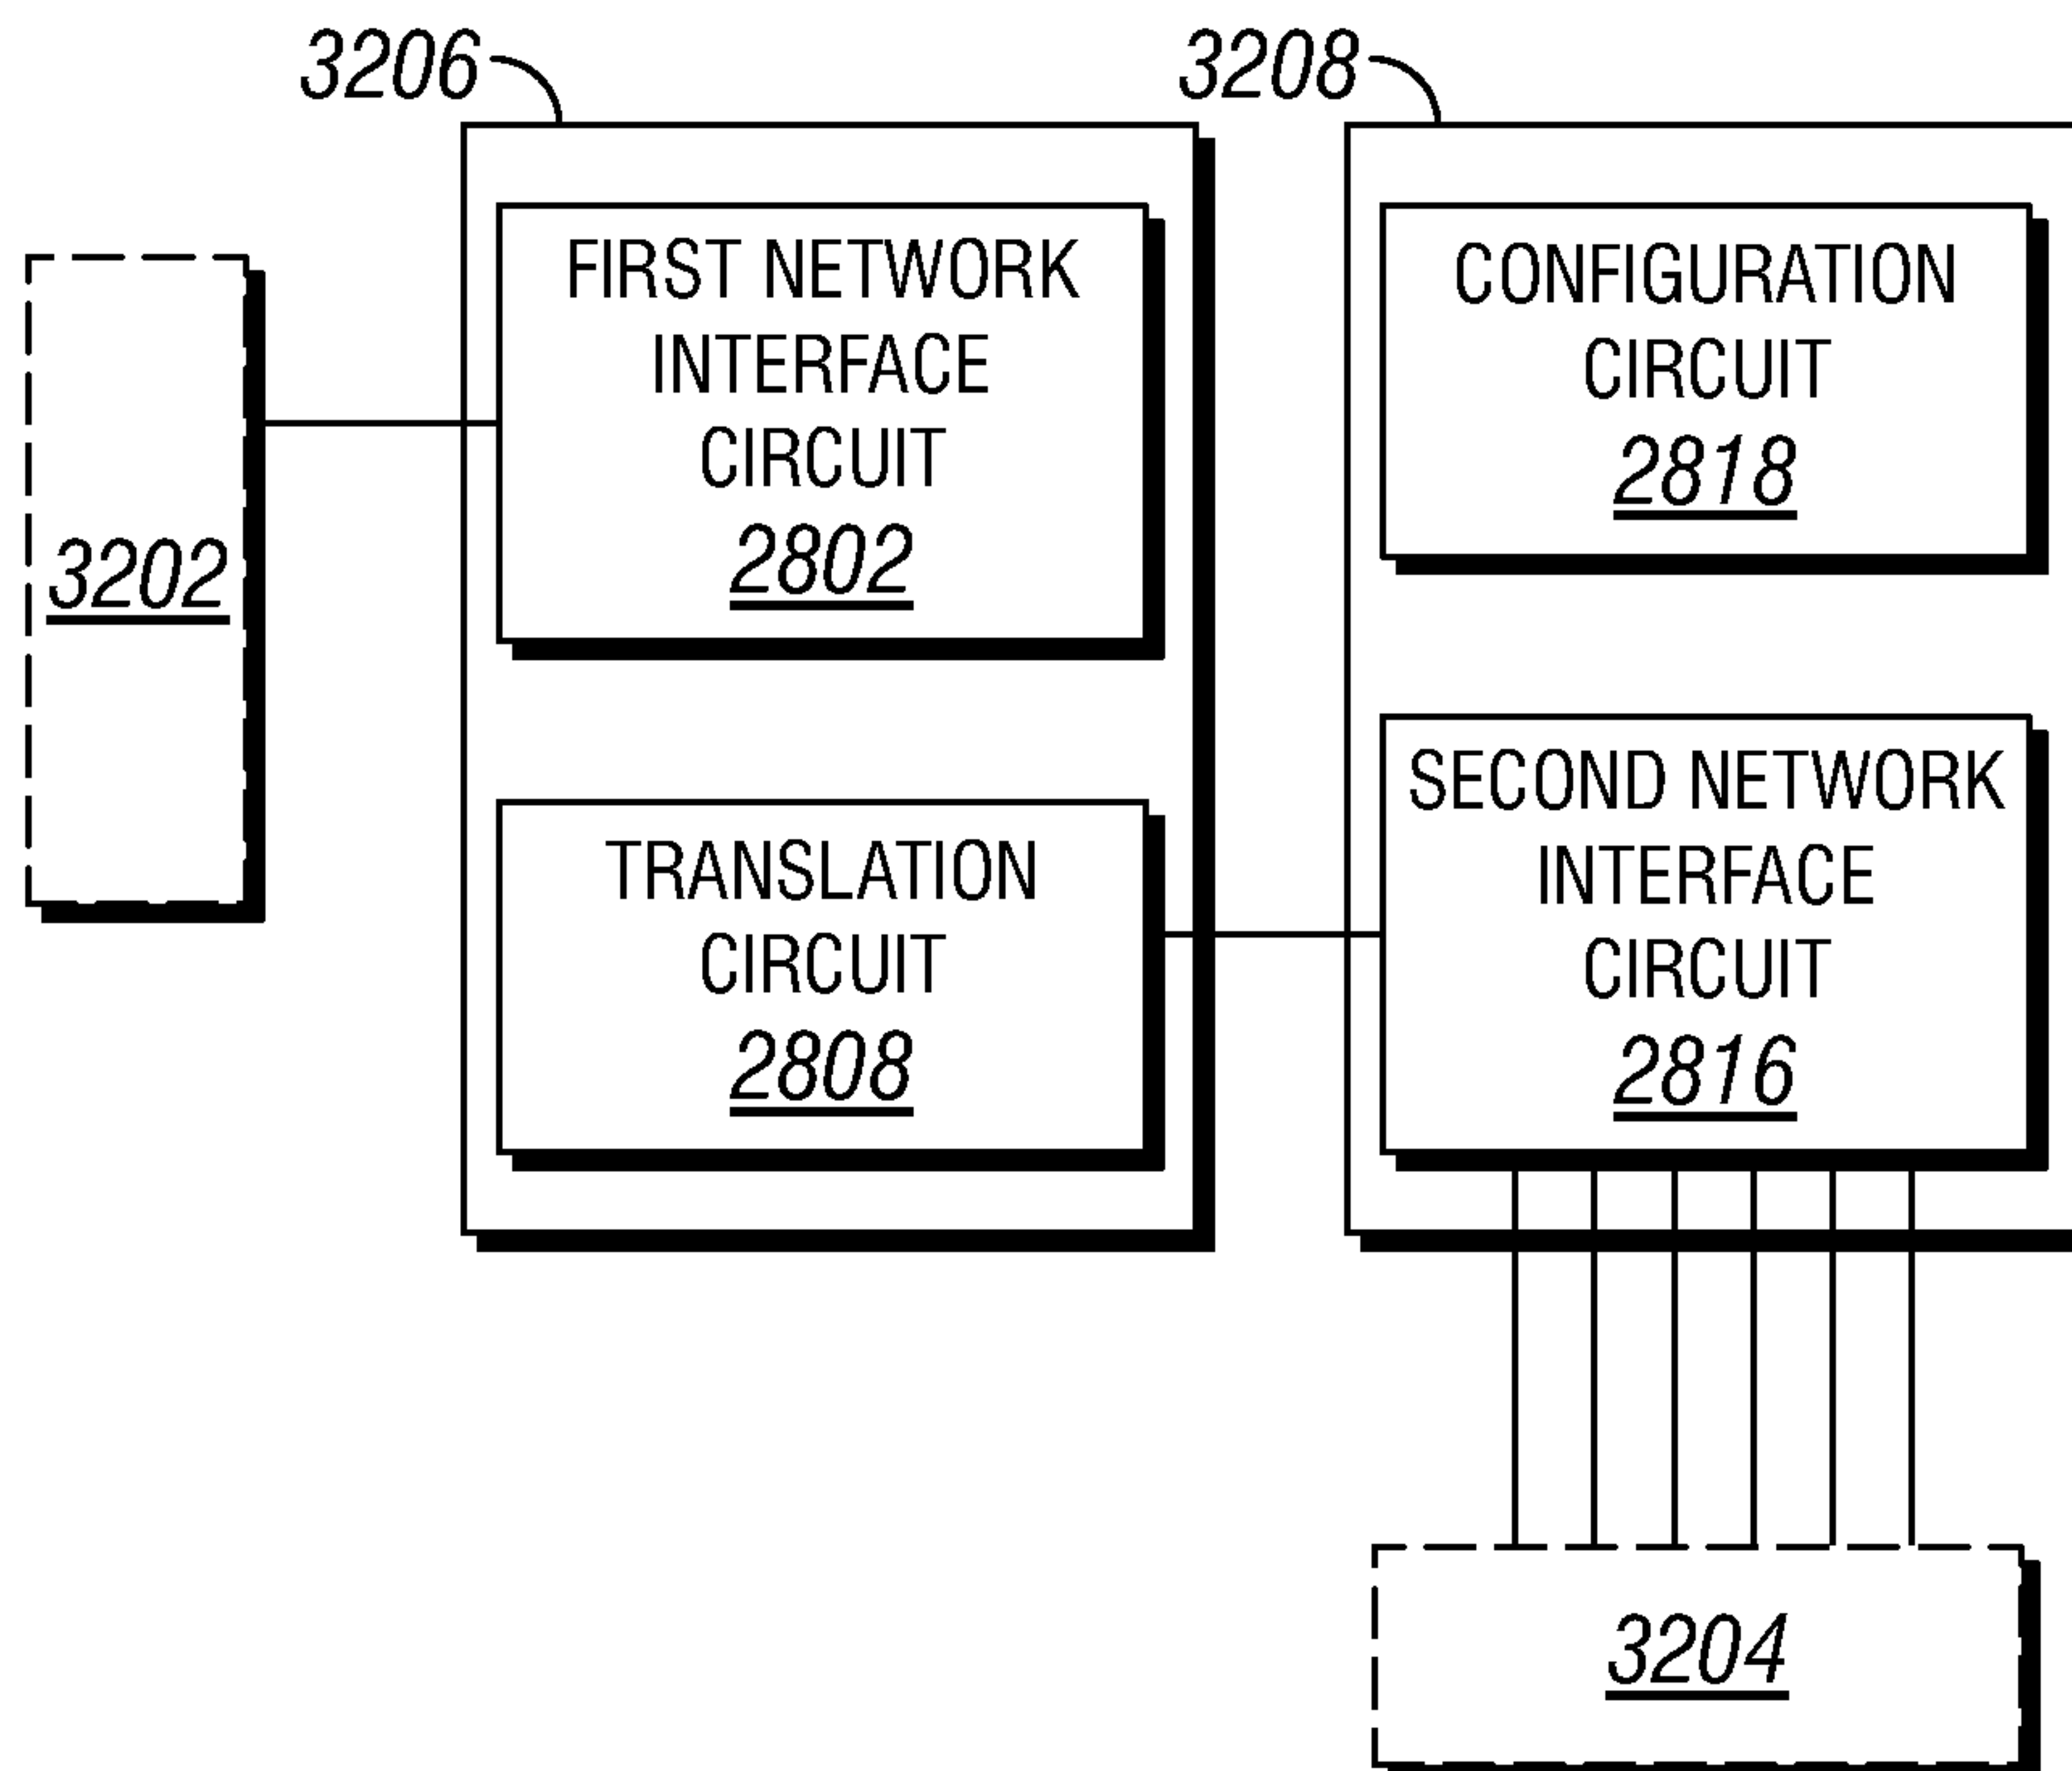 3206
3208
3202
FIRST NETWORK
INTERFACE
CIRCUIT
2802
TRANSLATION
CIRCUIT
2808
CONFIGURATION
CIRCUIT
2818
SECOND NETWORK
INTERFACE
CIRCUIT
2816
3204